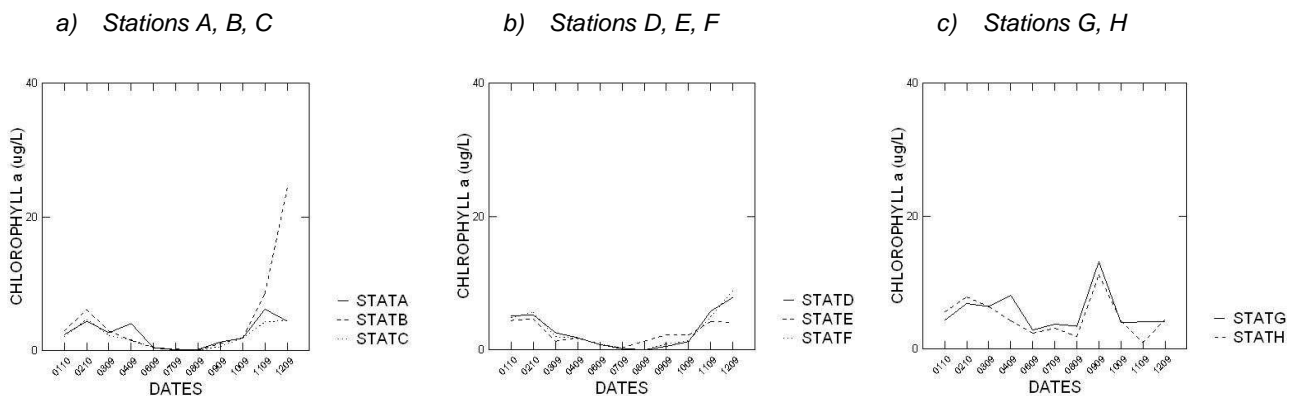 a) Stations A, B, C
40
20
0
CHLOROPHYLL a (ug/L)
0110
0210
0309
0409
0609
0709
0809
0909
1009
1109
1209
DATES
STATA
STATB
STATC
b) Stations D, E, F
40
20
0
CHLROPHYLL a (ug/L)
0110
0210
0309
0409
0609
0709
0809
0909
1009
1109
1209
DATES
STATD
STATE
STATF
c) Stations G, H
40
20
0
CHLOROPHYLL a (ug/L)
0110
0210
0309
0409
0609
0709
0809
0909
1009
1109
1209
DATES
STATG
STATH